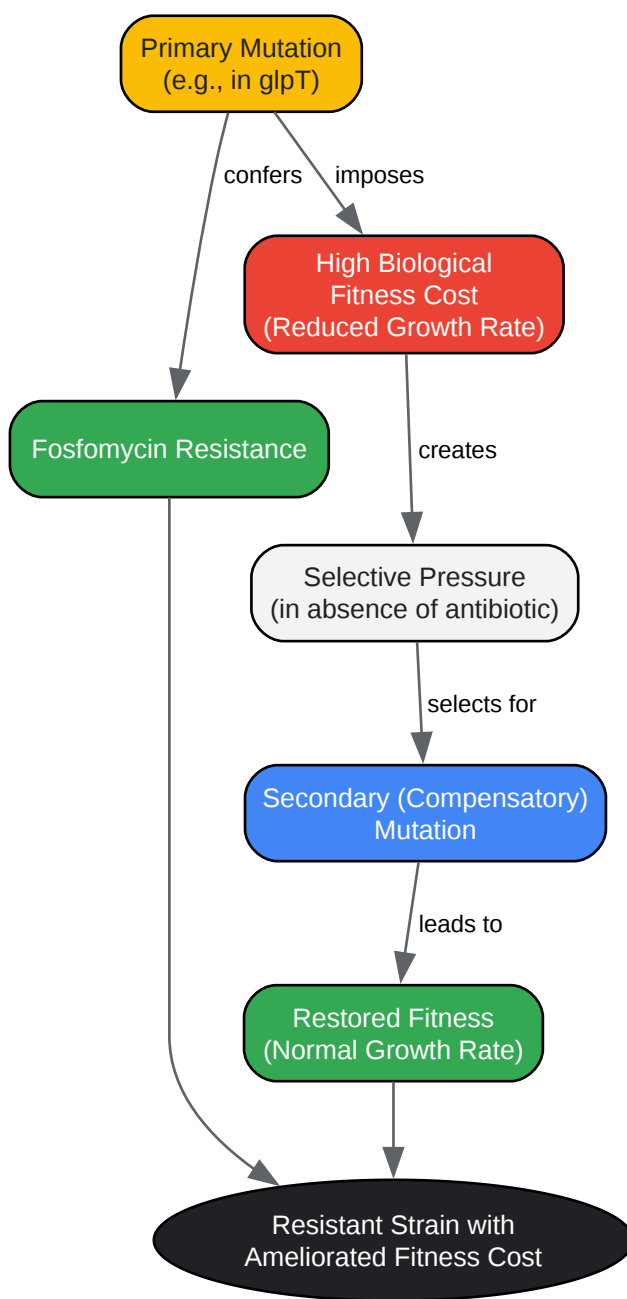 Primary Mutation
(e.g., in glpT)
confers
imposes
High Biological
Fitness Cost
(Reduced Growth Rate)
Fosfomycin Resistance
creates
Selective Pressure
(in absence of antibiotic)
selects for
Secondary (Compensatory)
Mutation
leads to
Restored Fitness
(Normal Growth Rate)
Resistant Strain with
Ameliorated Fitness Cost